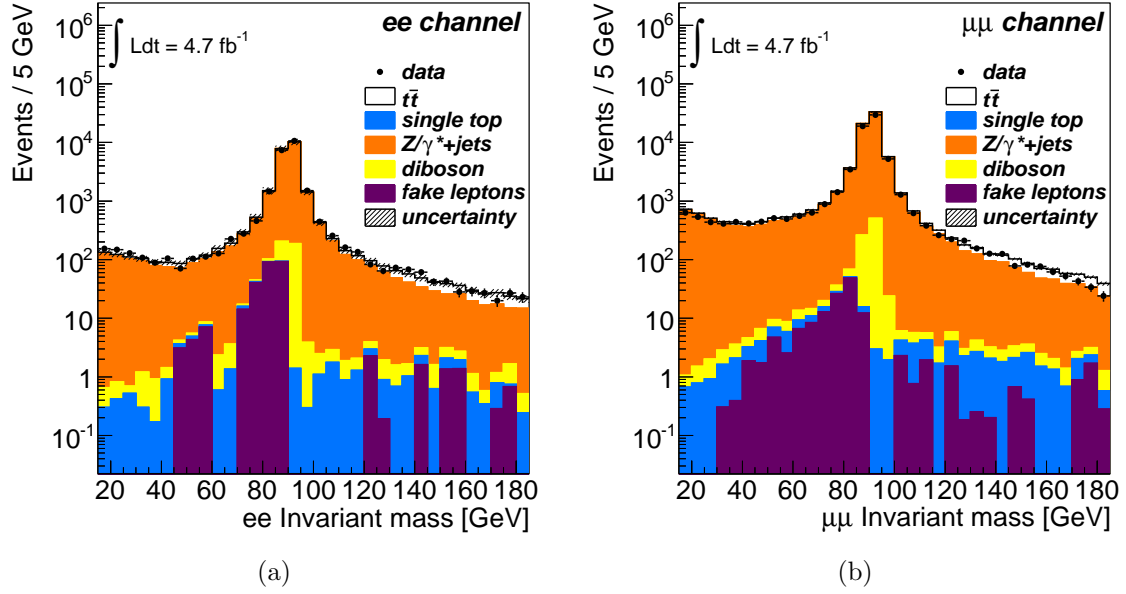 ee channel
∫ Ldt = 4.7 fb⁻¹
data
tt̄
single top
Z/γ*+jets
diboson
fake leptons
uncertainty
Events / 5 GeV
10⁶
10⁵
10⁴
10³
10²
10
1
10⁻¹
20 40 60 80 100 120 140 160 180
ee Invariant mass [GeV]
(a)
μμ channel
∫ Ldt = 4.7 fb⁻¹
data
tt̄
single top
Z/γ*+jets
diboson
fake leptons
uncertainty
Events / 5 GeV
10⁶
10⁵
10⁴
10³
10²
10
1
10⁻¹
20 40 60 80 100 120 140 160 180
μμ Invariant mass [GeV]
(b)